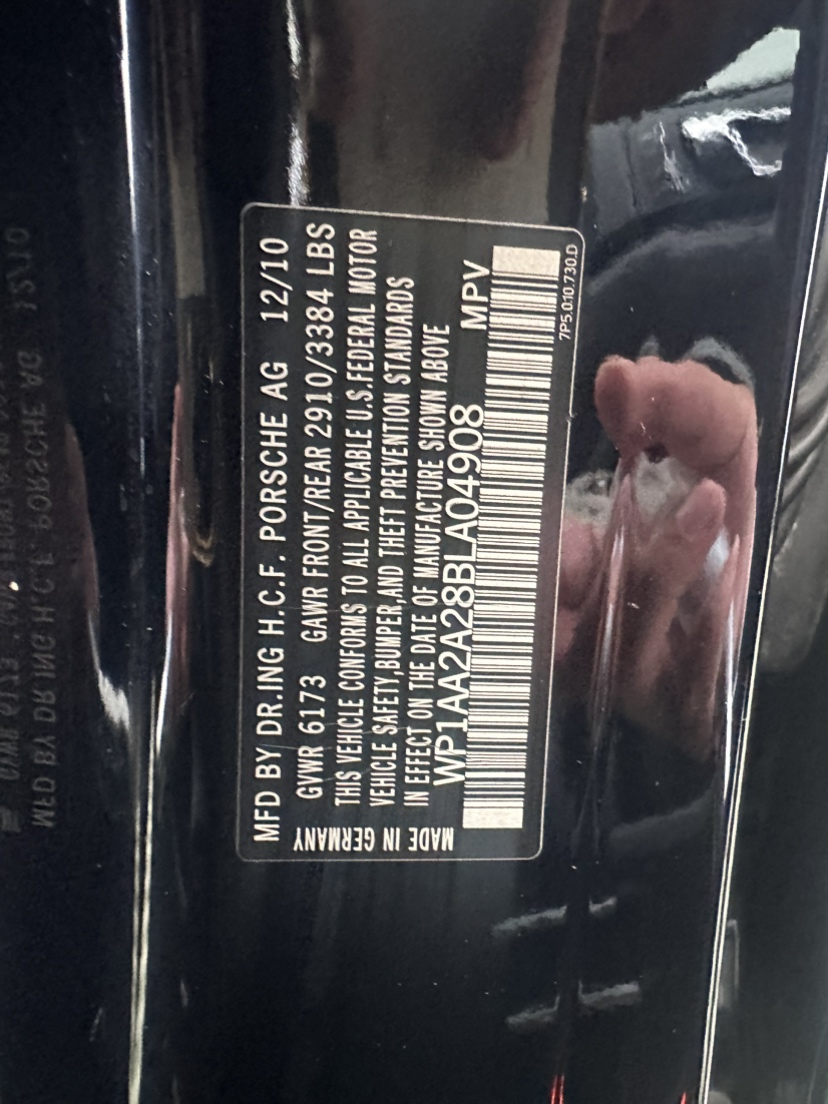 MFD BY DR.ING H.C.F. PORSCHE AG 12/10
GVWR 6173 GAWR FRONT/REAR 2910/3384 LBS
THIS VEHICLE CONFORMS TO ALL APPLICABLE U.S.FEDERAL MOTOR
VEHICLE SAFETY,BUMPER,AND THEFT PREVENTION STANDARDS
IN EFFECT ON THE DATE OF MANUFACTURE SHOWN ABOVE
WP1AA2A28BLA04908 MPV
MADE IN GERMANY
7P5.010.730.D